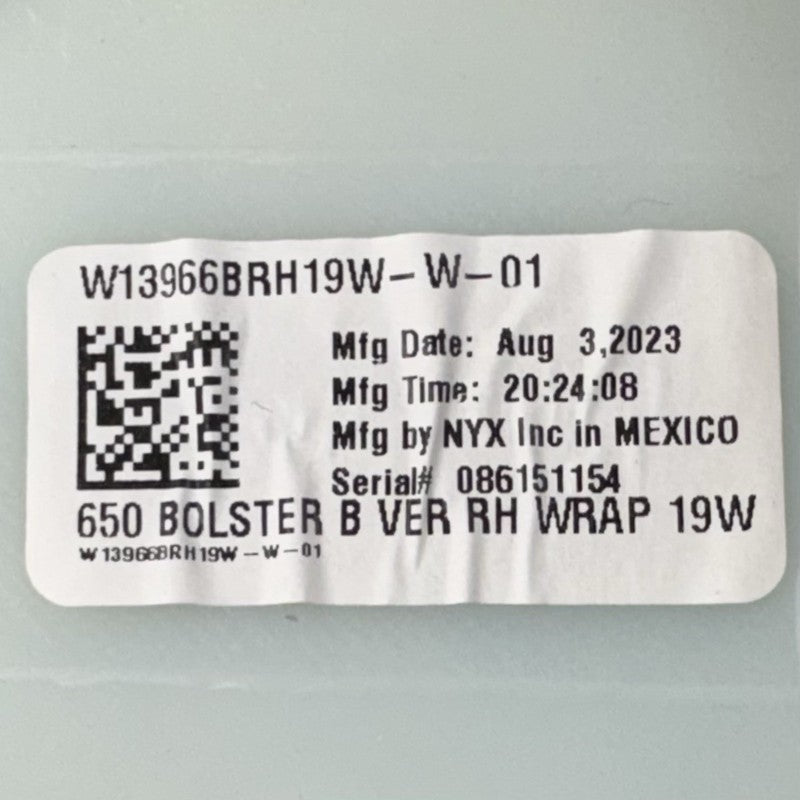 W13966BRH19W-W-01
Mfg Date: Aug 3,2023
Mfg Time: 20:24:08
Mfg by NYX Inc in MEXICO
Serial# 086151154
650 BOLSTER B VER RH WRAP 19W
W13966BRH19W-W-01